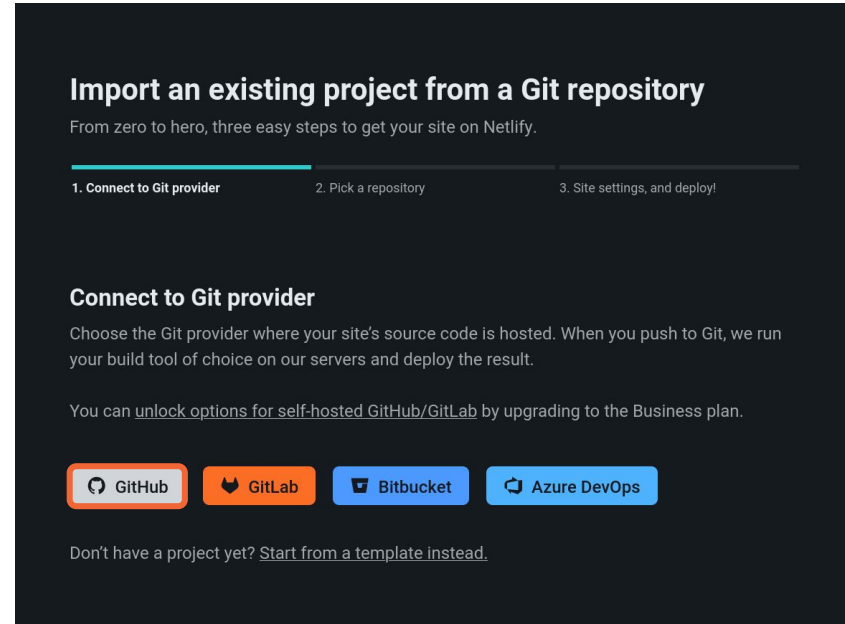 Import an existing project from a Git repository
From zero to hero, three easy steps to get your site on Netlify.
1. Connect to Git provider
2. Pick a repository
3. Site settings, and deploy!
Connect to Git provider
Choose the Git provider where your site’s source code is hosted. When you push to Git, we run
your build tool of choice on our servers and deploy the result.
You can unlock options for self-hosted GitHub/GitLab by upgrading to the Business plan.
GitHub
GitLab
Bitbucket
Azure DevOps
Don’t have a project yet? Start from a template instead.